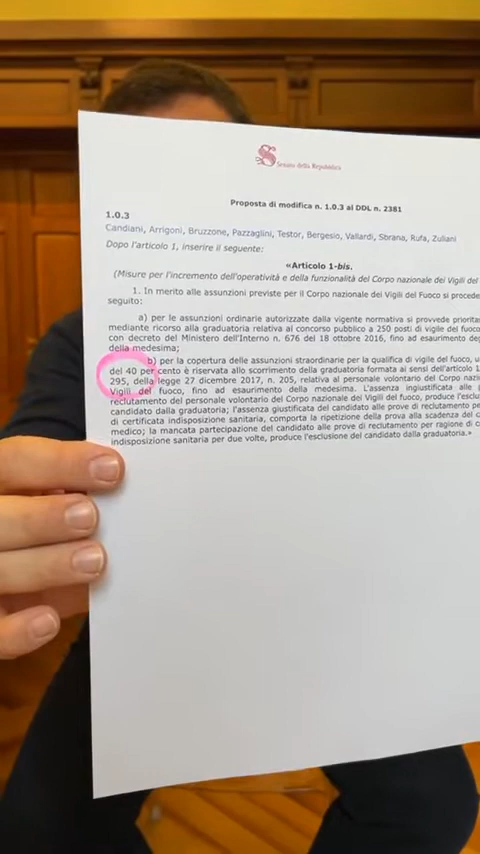 Senato della Repubblica
Proposta di modifica n. 1.0.3 al DDL n. 2381
1.0.3
Candiani, Arrigoni, Bruzzone, Pazzaglini, Testor, Bergesio, Vallardi, Sbrana, Rufa, Zuliani
Dopo l'articolo 1, inserire il seguente:
«Articolo 1-bis.
(Misure per l'incremento dell'operatività e della funzionalità del Corpo nazionale dei Vigili del
1. In merito alle assunzioni previste per il Corpo nazionale dei Vigili del Fuoco si procede
seguito:
a) per le assunzioni ordinarie autorizzate dalla vigente normativa si provvede priorita
mediante ricorso alla graduatoria relativa al concorso pubblico a 250 posti di vigile del fuoco
con decreto del Ministero dell'Interno n. 676 del 18 ottobre 2016, fino ad esaurimento de
della medesima;
b) per la copertura delle assunzioni straordinarie per la qualifica di vigile del fuoco, u
del 40 per cento è riservato allo scorrimento della graduatoria formata ai sensi dell'articolo 1
295, della legge 27 dicembre 2017, n. 205, relativa al personale volontario del Corpo nazi
Vigili del fuoco, fino ad esaurimento della medesima. L'assenza ingiustificata alle
reclutamento del personale volontario del Corpo nazionale dei Vigili del fuoco, produce l'esclu
candidato dalla graduatoria; l'assenza giustificata del candidato alle prove di reclutamento pe
di certificata indisposizione sanitaria, comporta la ripetizione della prova alla scadenza del c
medico; la mancata partecipazione del candidato alle prove di reclutamento per ragione di c
indisposizione sanitaria per due volte, produce l'esclusione del candidato dalla graduatoria.»